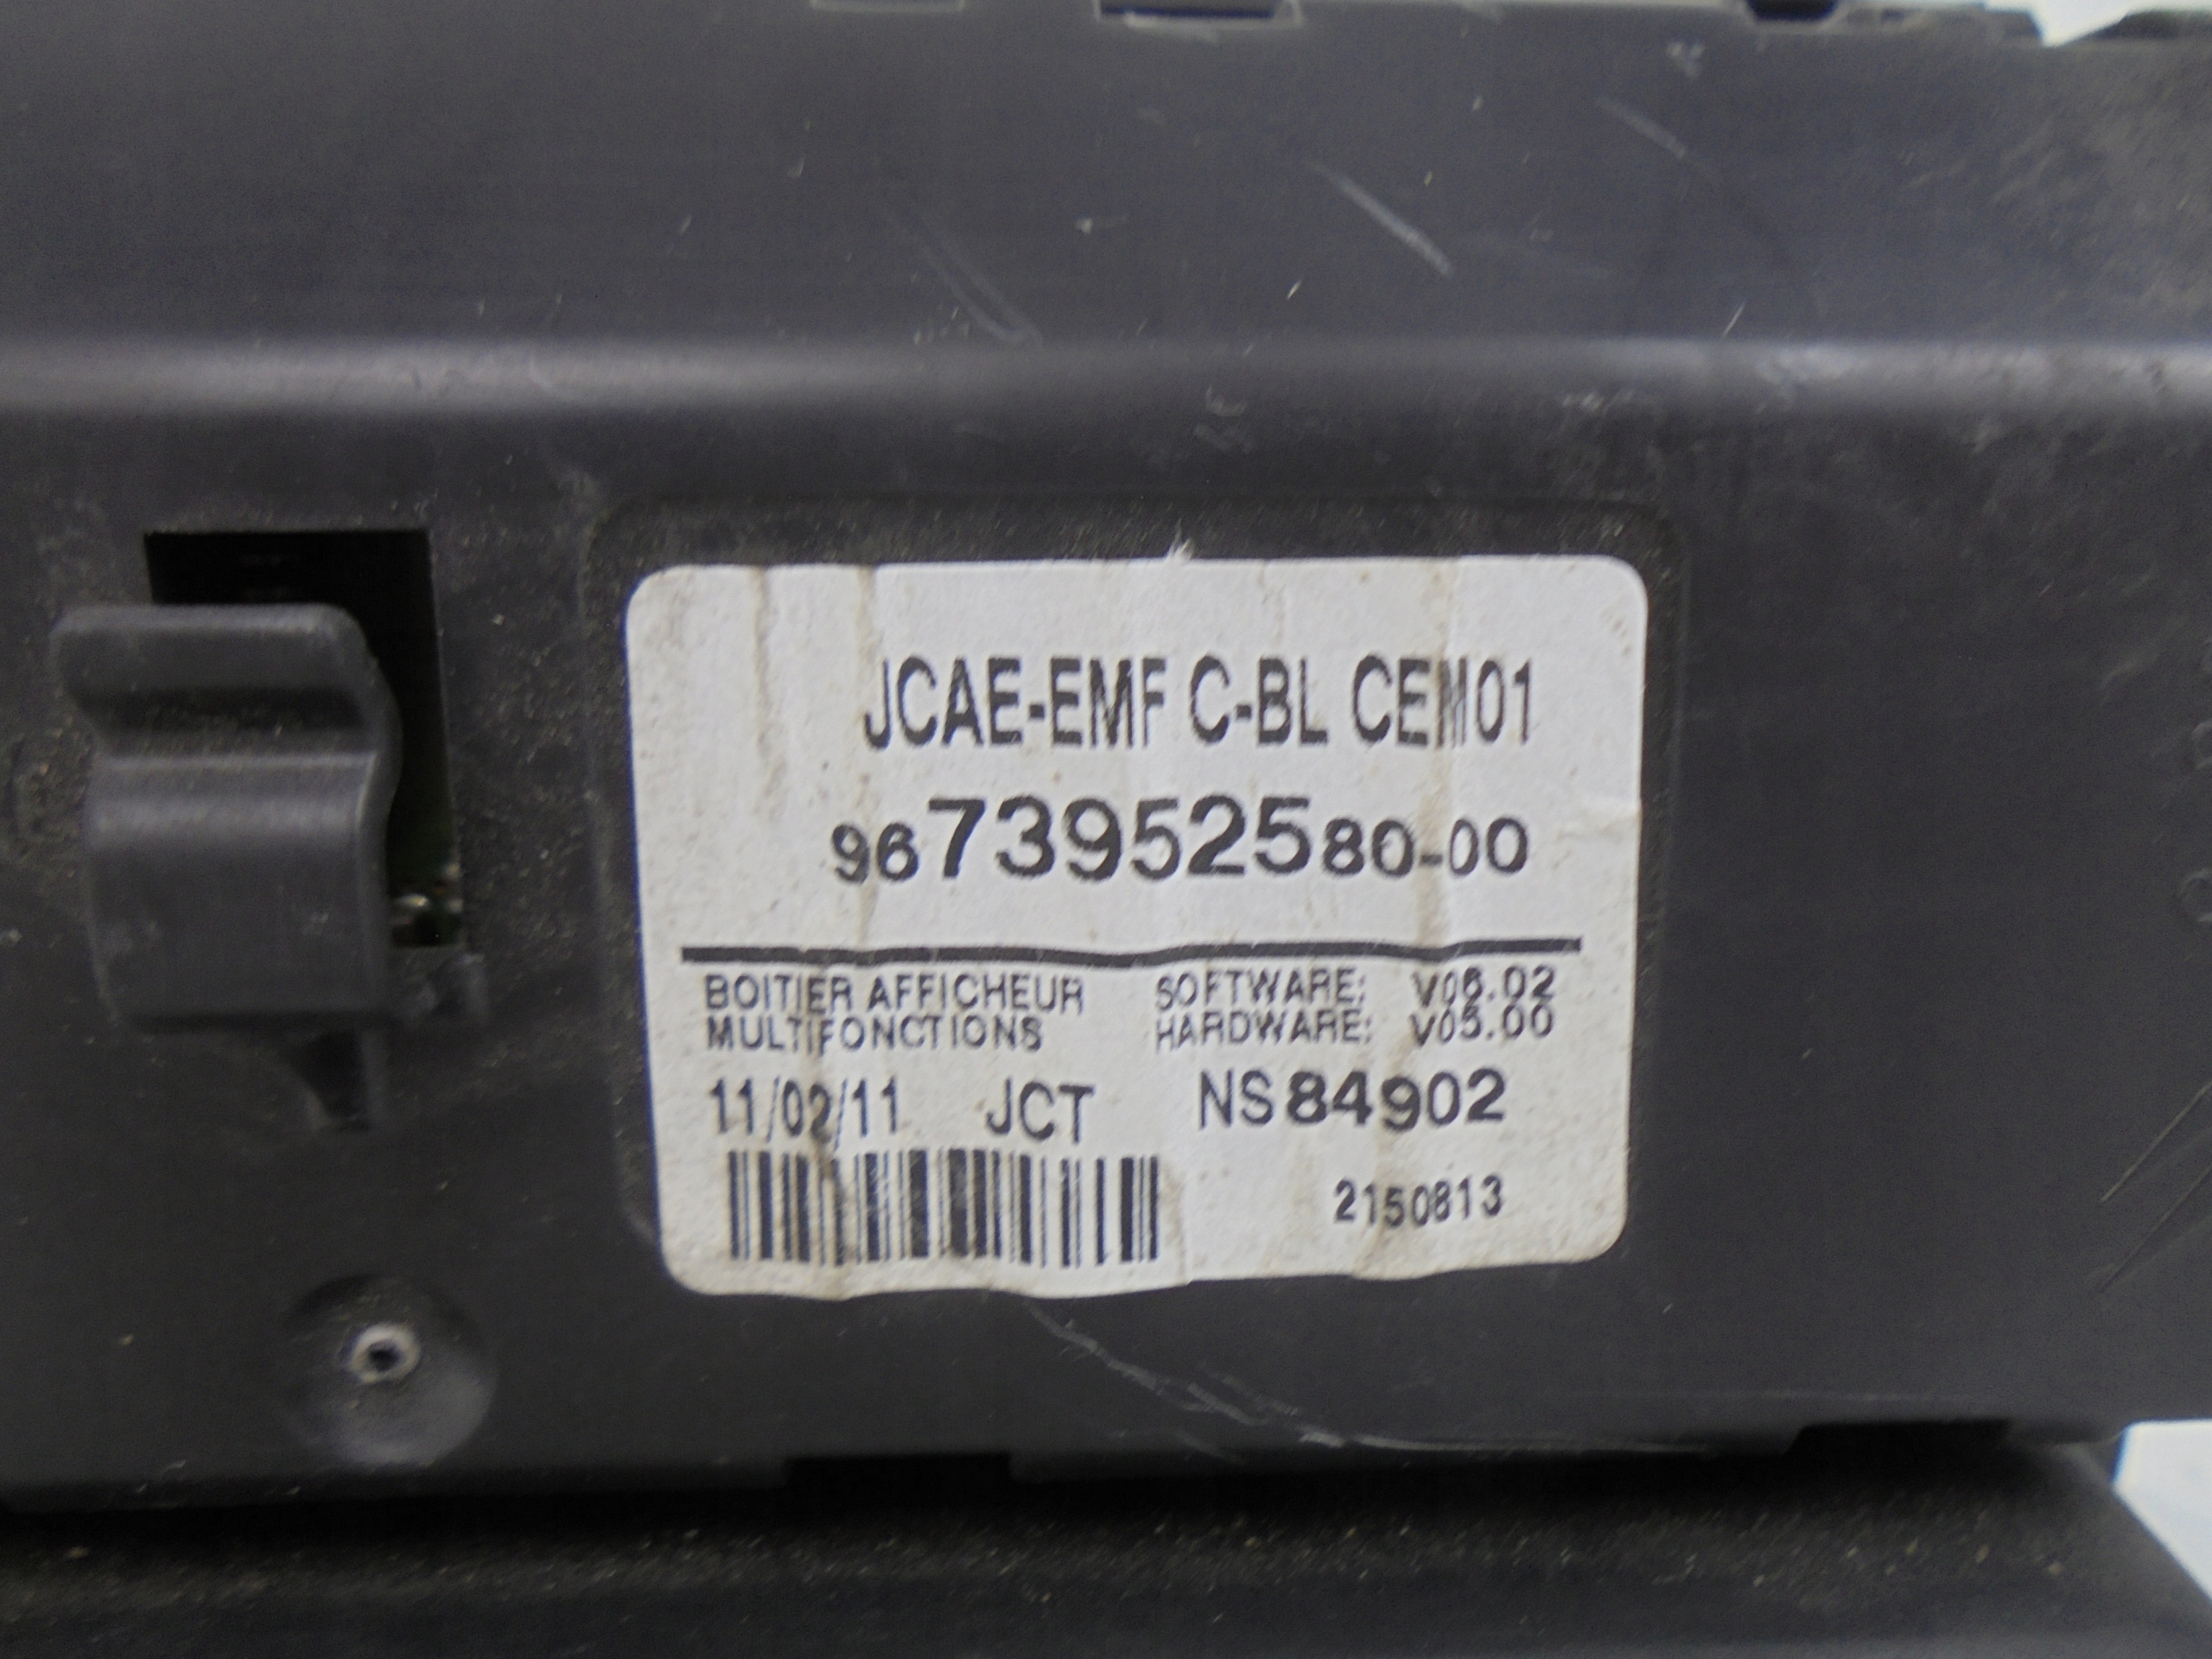 JCAE-EMF C-BL CEM01
9673952580-00
BOITIER AFFICHEUR SOFTWARE: V06.02
MULTIFONCTIONS HARDWARE: V05.00
11/02/11 JCT NS84902
2150813